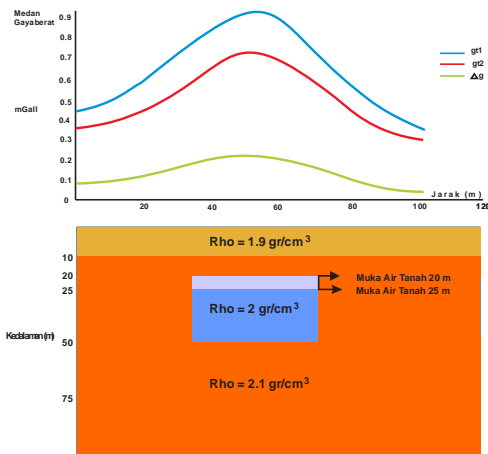 Medan
Gayaberat
mGall
0.9
0.8
0.7
0.6
0.5
0.4
0.3
0.2
0.1
0
gt1
gt2
Δg
Jarak (m)
20
40
60
80
100
120
Rho = 1.9 gr/cm³
10
20
25
Muka Air Tanah 20 m
Muka Air Tanah 25 m
Rho = 2 gr/cm³
Kedalaman (m)
50
Rho = 2.1 gr/cm³
75